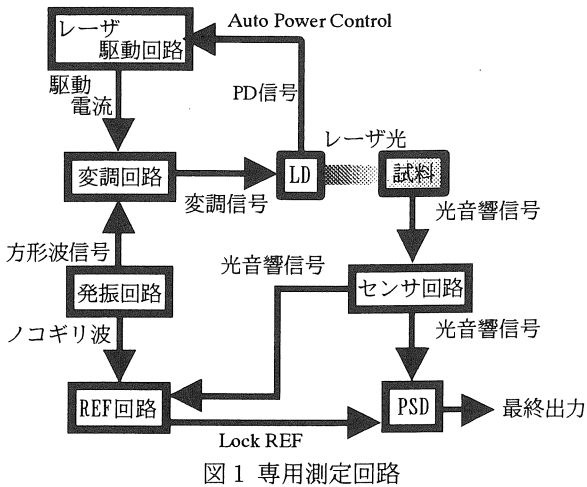 Auto Power Control
レーザ
駆動回路
駆動
電流
PD信号
レーザ光
変調回路
変調信号
LD
試料
光音響信号
方形波信号
発振回路
光音響信号
センサ回路
ノコギリ波
光音響信号
REF回路
PSD
最終出力
Lock REF
図1 専用測定回路